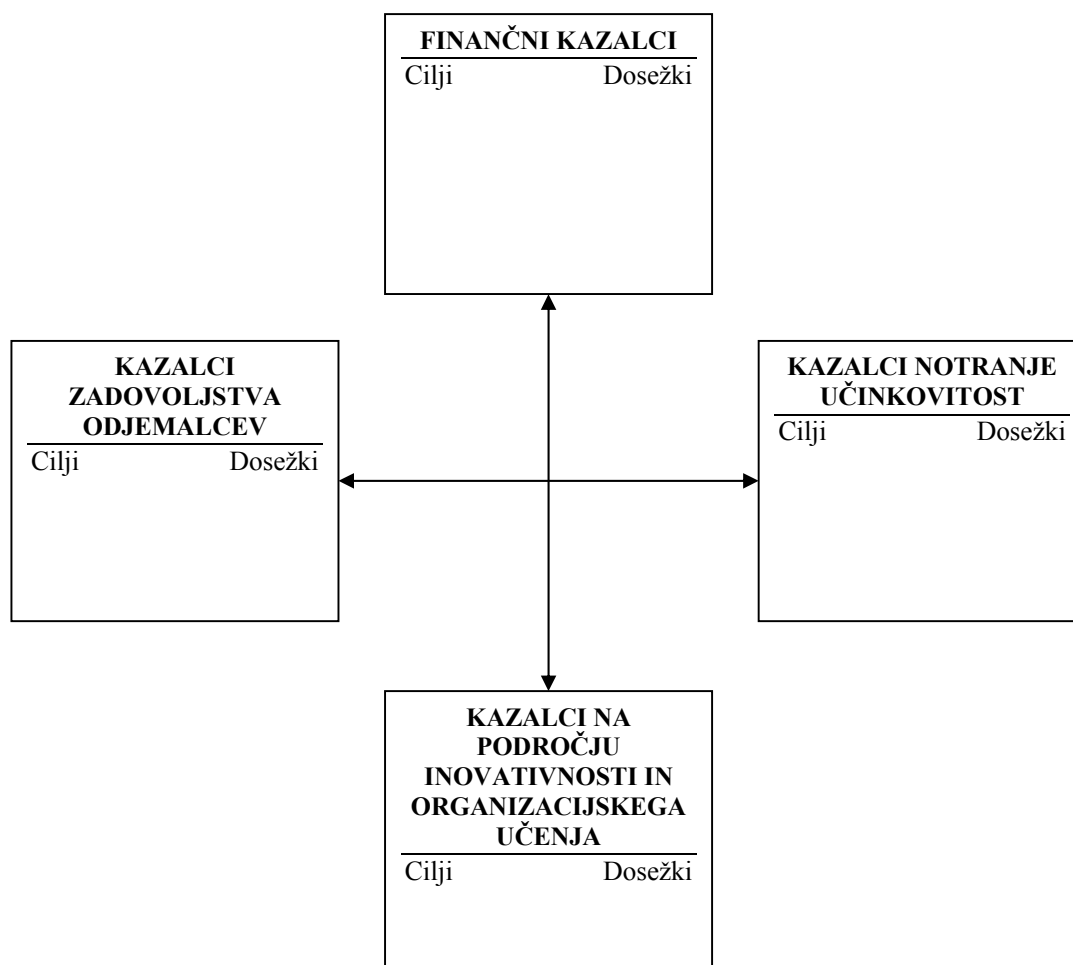 FINANČNI KAZALCI
Cilji Dosežki
KAZALCI
ZADOVOLJSTVA
ODJEMALCEV
Cilji Dosežki
KAZALCI NOTRANJE
UČINKOVITOST
Cilji Dosežki
KAZALCI NA
PODROČJU
INOVATIVNOSTI IN
ORGANIZACIJSKEGA
UČENJA
Cilji Dosežki